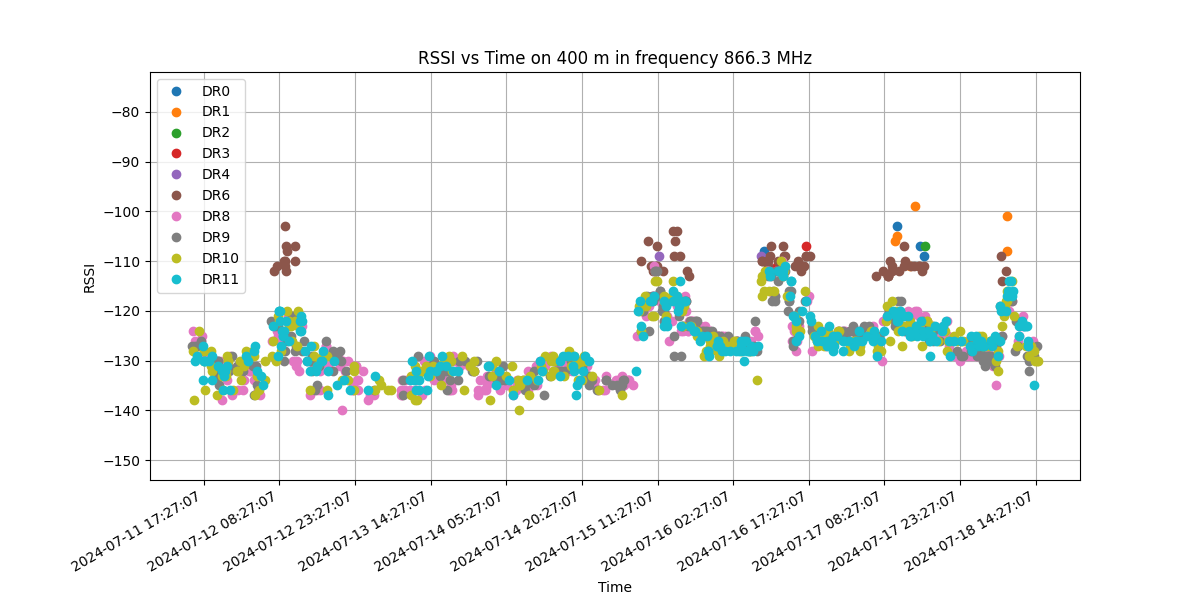 RSSI vs Time on 400 m in frequency 866.3 MHz
DR0
DR1
DR2
DR3
DR4
DR6
DR8
DR9
DR10
DR11
−80
−90
−100
−110
−120
−130
−140
−150
RSSI
2024-07-11 17:27:07
2024-07-12 08:27:07
2024-07-12 23:27:07
2024-07-13 14:27:07
2024-07-14 05:27:07
2024-07-14 20:27:07
2024-07-15 11:27:07
2024-07-16 02:27:07
2024-07-16 17:27:07
2024-07-17 08:27:07
2024-07-17 23:27:07
2024-07-18 14:27:07
Time